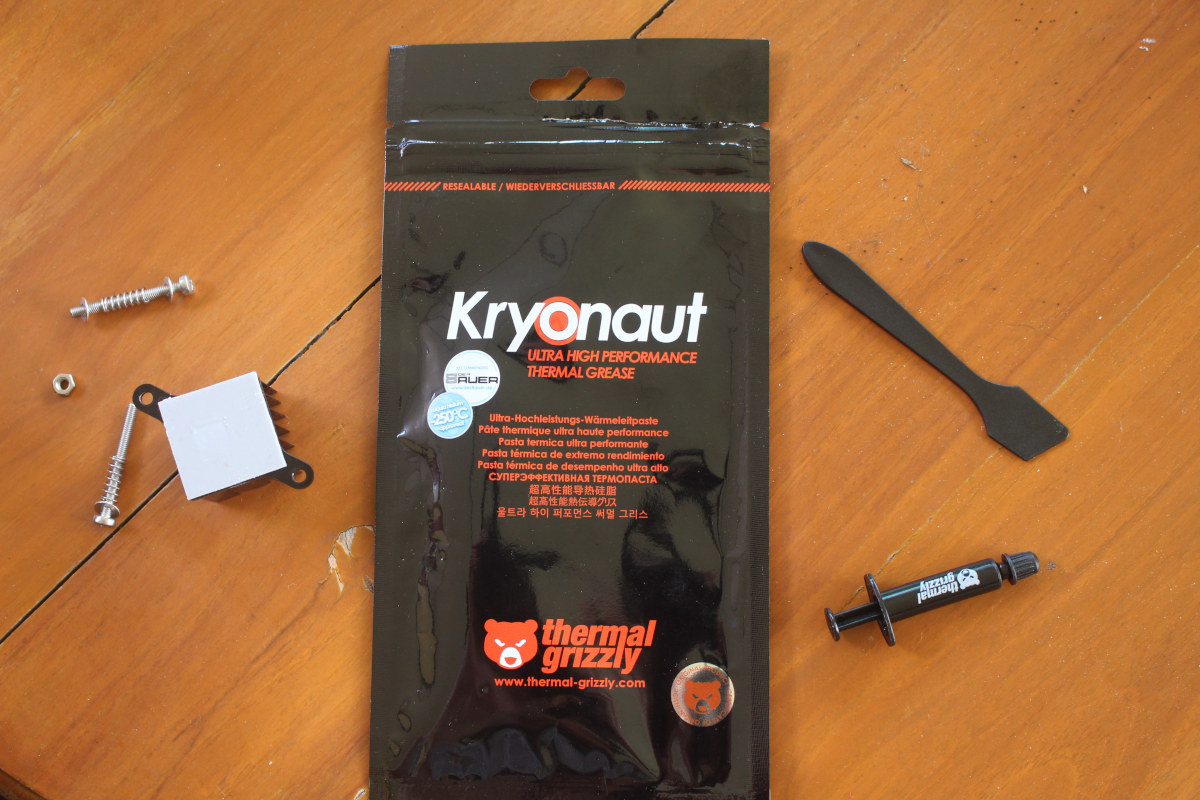 RESEALABLE / WIEDERVERSCHLIESSBAR
Kryonaut
ULTRA HIGH PERFORMANCE
THERMAL GREASE
DER
BAUER
-250°C
Ultra-Hochleistungs-Wärmeleitpaste
Pâte thermique ultra haute performance
Pasta termica ultra performante
Pasta térmica de extremo rendimiento
Pasta térmica de desempenho ultra alto
СУПЕРЭФФЕКТИВНАЯ ТЕРМОПАСТА
超高性能导热硅脂
超高性能熱伝導グリス
울트라 하이 퍼포먼스 써멀 그리스
thermal
grizzly
www.thermal-grizzly.com
thermal
grizzly